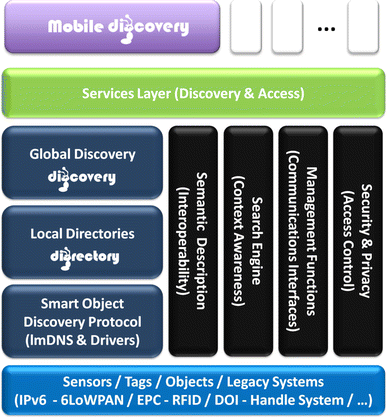 Mobile discovery
...
Services Layer (Discovery & Access)
Global Discovery
discovery
Local Directories
directory
Smart Object
Discovery Protocol
(lmDNS & Drivers)
Semantic Description
(Interoperability)
Search Engine
(Context Awareness)
Management Functions
(Communications Interfaces)
Security & Privacy
(Access Control)
Sensors / Tags / Objects / Legacy Systems
(IPv6 - 6LoWPAN / EPC - RFID / DOI - Handle System / ...)